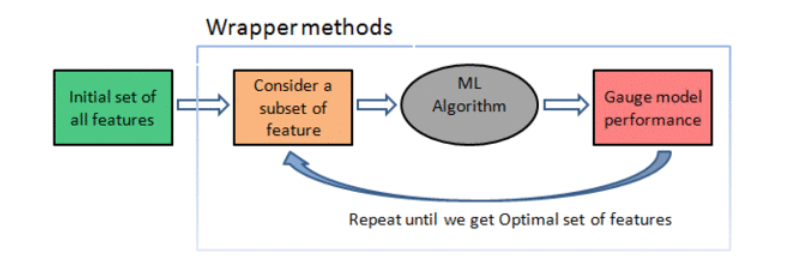 Wrapper methods
Initial set of
all features
Consider a
subset of
feature
ML
Algorithm
Gauge model
performance
Repeat until we get Optimal set of features